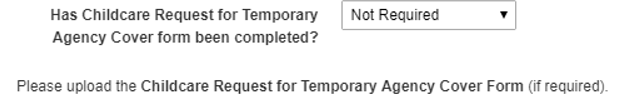 Has Childcare Request for Temporary Not Required
Agency Cover form been completed?
Please upload the Childcare Request for Temporary Agency Cover Form (if required).